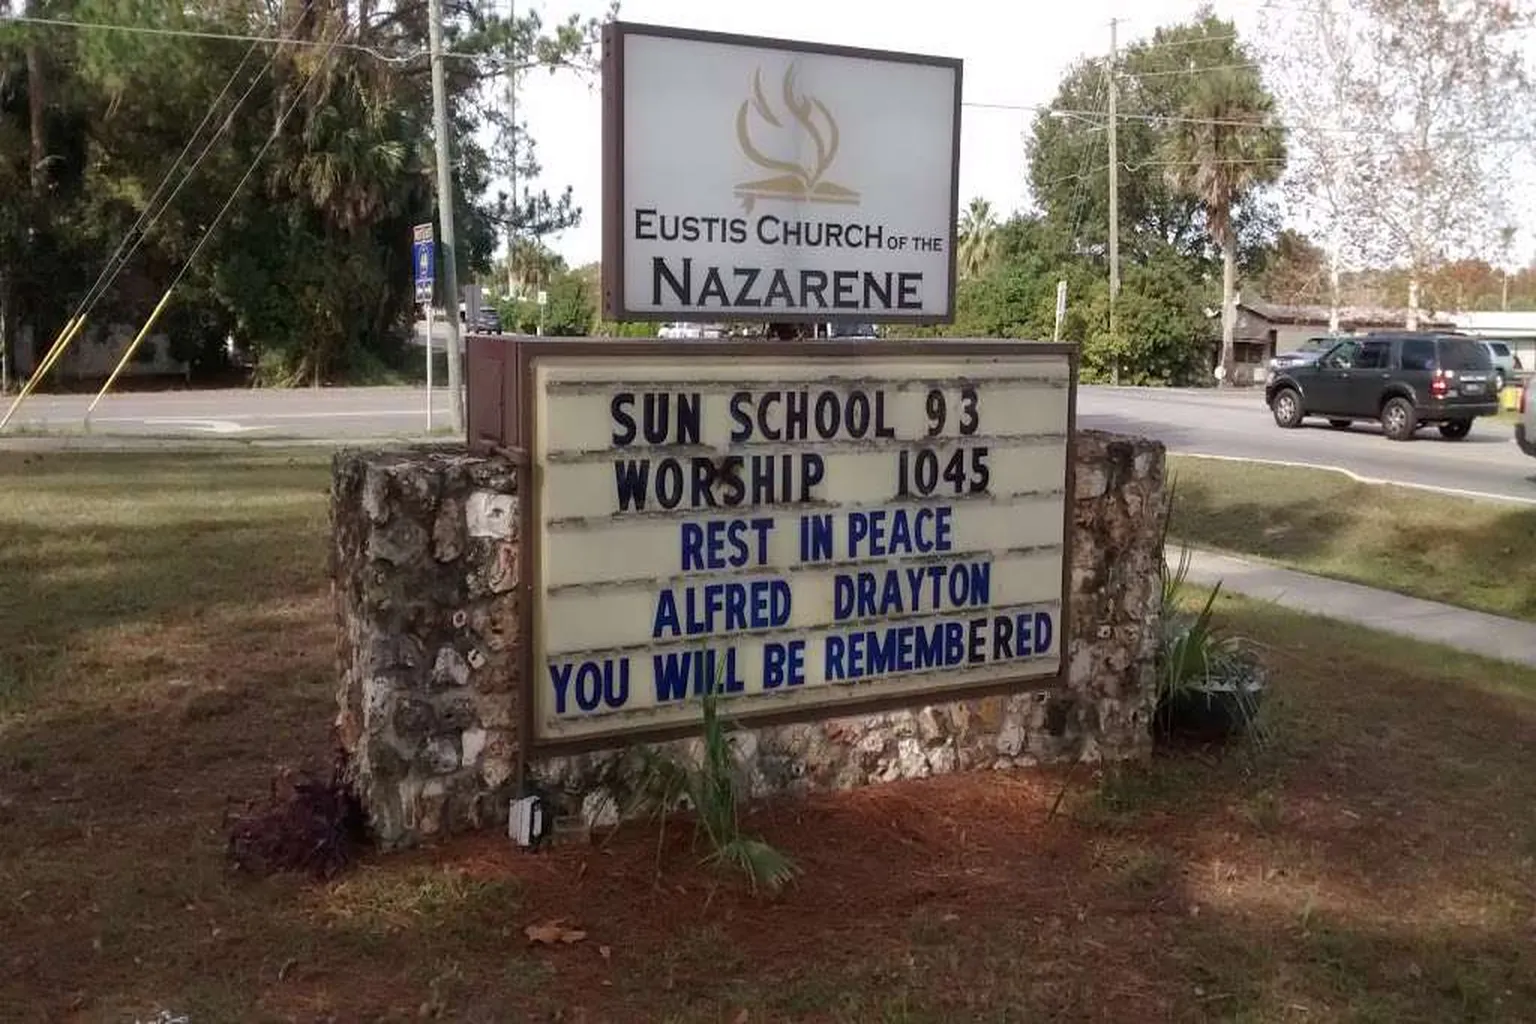 EUSTIS CHURCH OF THE
NAZARENE
SUN SCHOOL 93
WORSHIP 1045
REST IN PEACE
ALFRED DRAYTON
YOU WILL BE REMEMBERED